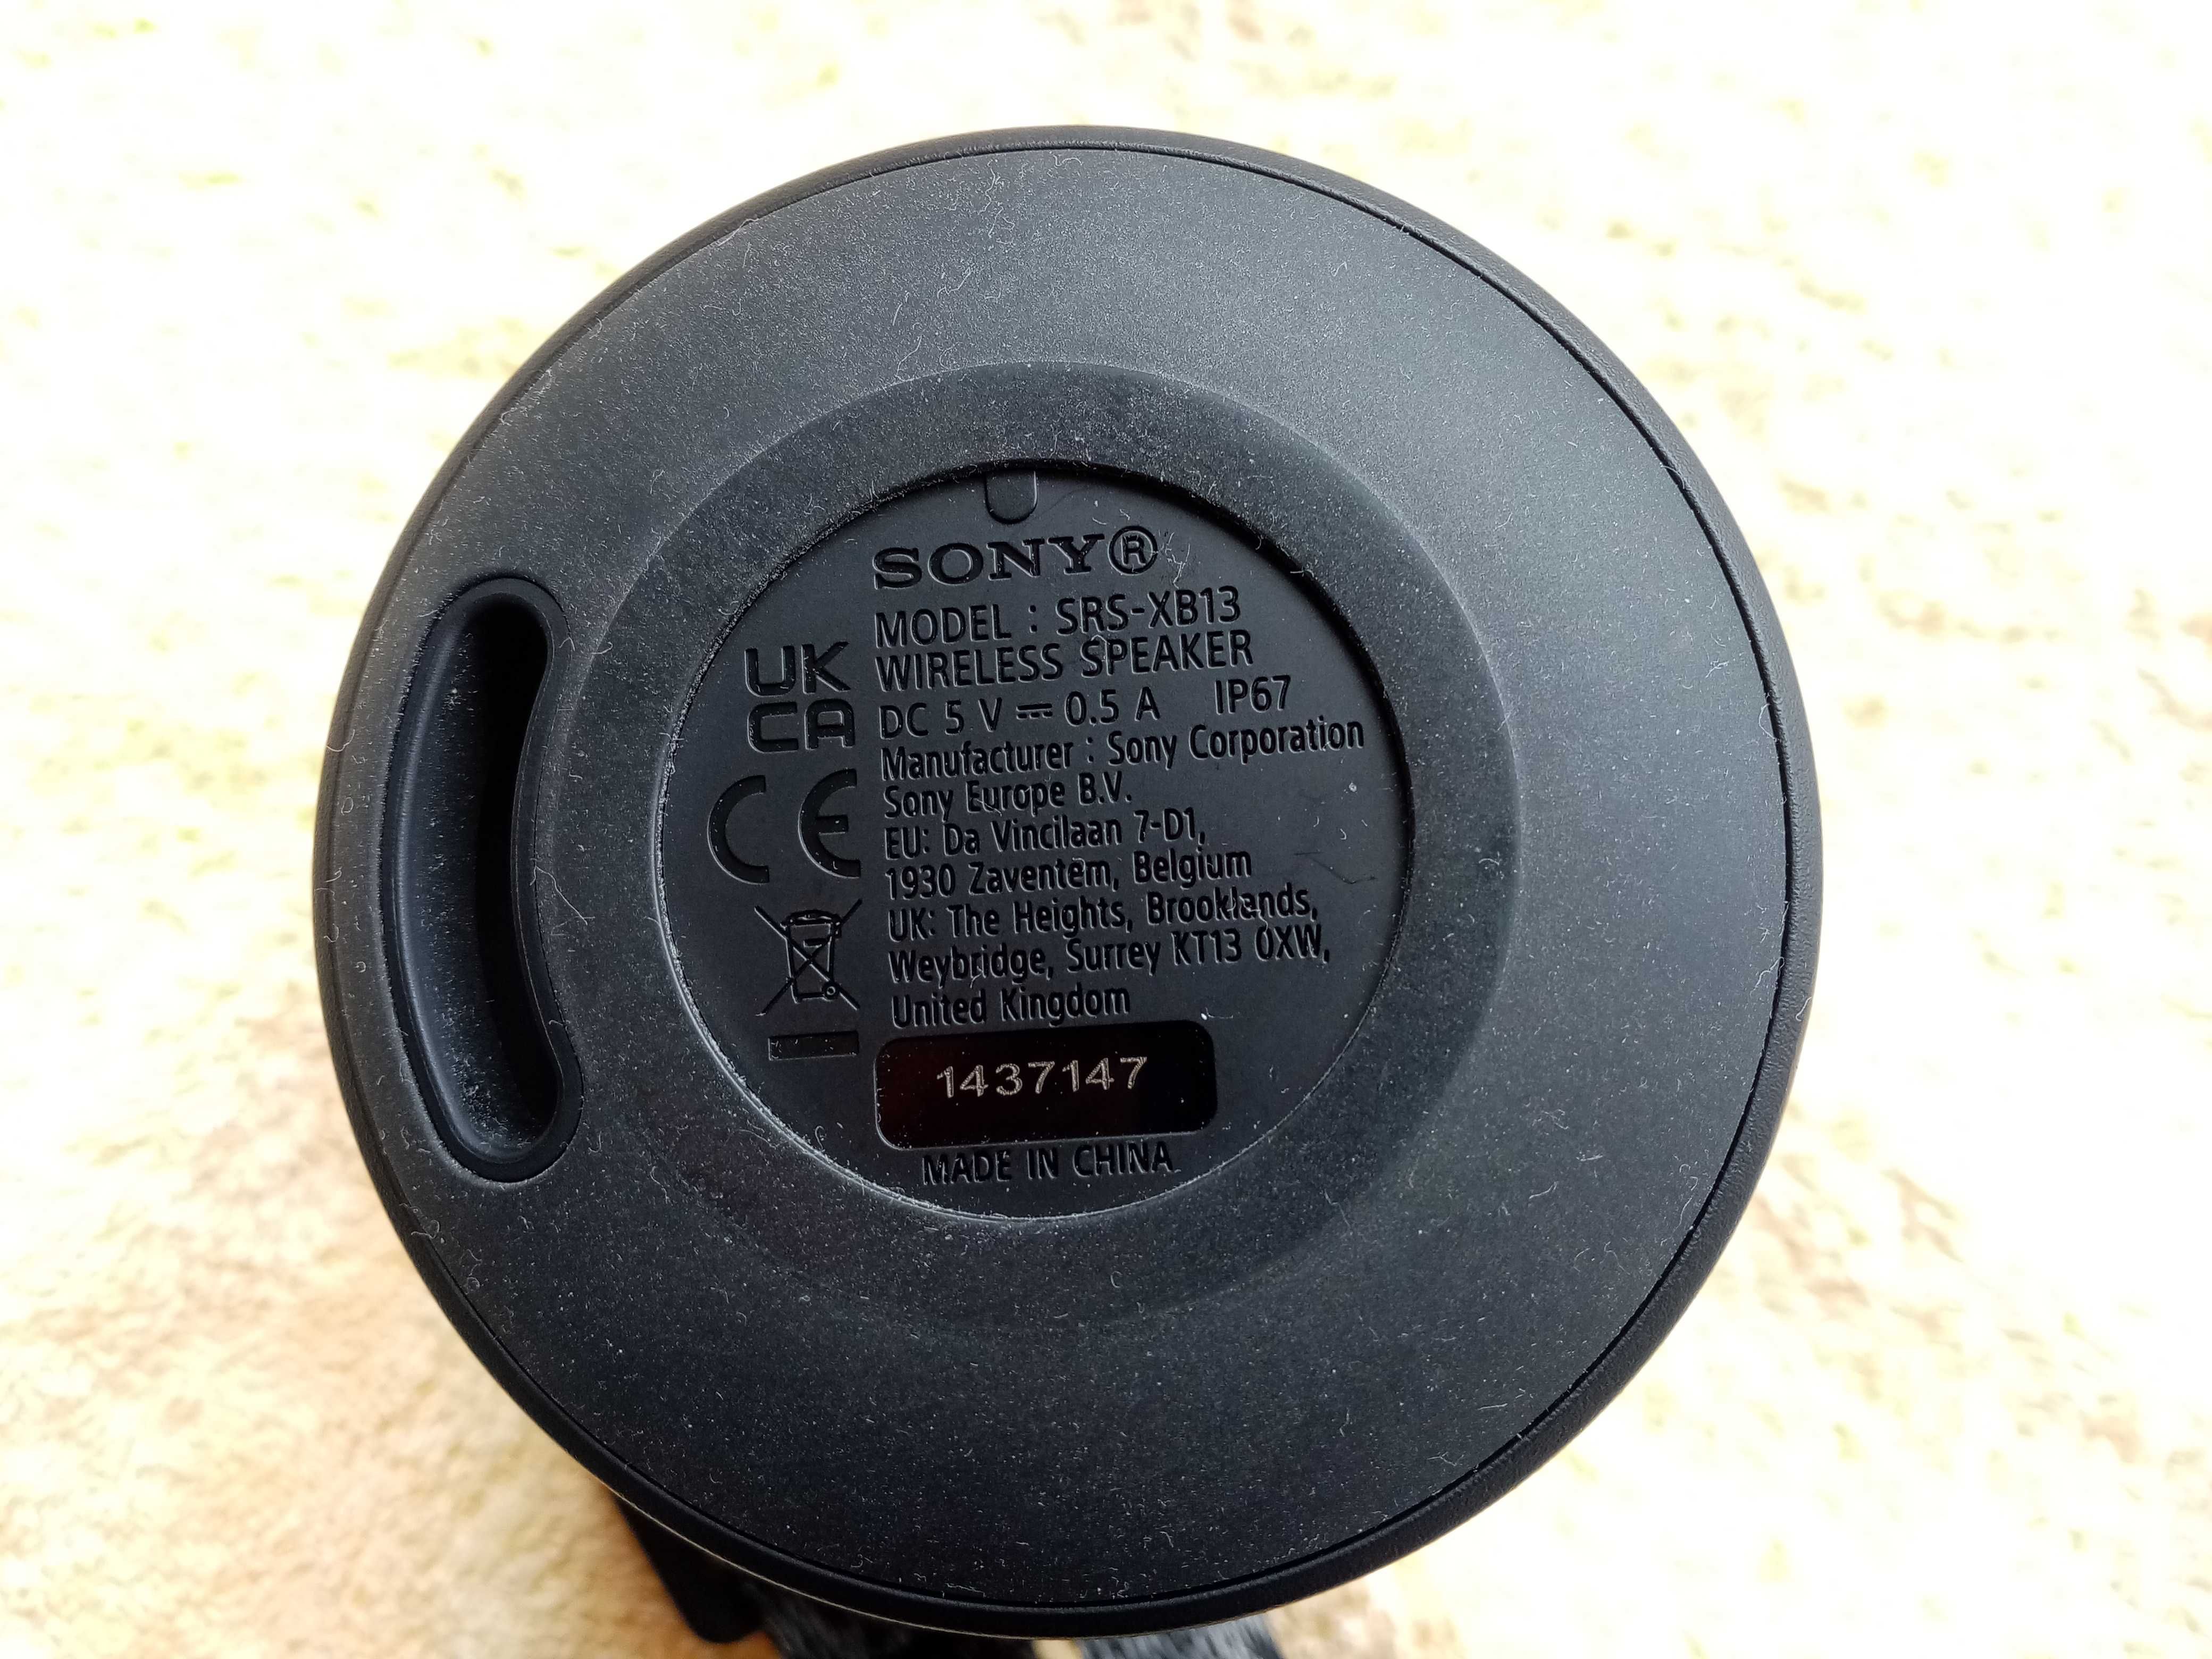 SONY®
MODEL : SRS-XB13
WIRELESS SPEAKER
DC 5 V ⎓ 0.5 A IP67
Manufacturer : Sony Corporation
Sony Europe B.V.
EU: Da Vincilaan 7-D1,
1930 Zaventem, Belgium
UK: The Heights, Brooklands,
Weybridge, Surrey KT13 0XW,
United Kingdom
UK
CA
CE
1437147
MADE IN CHINA